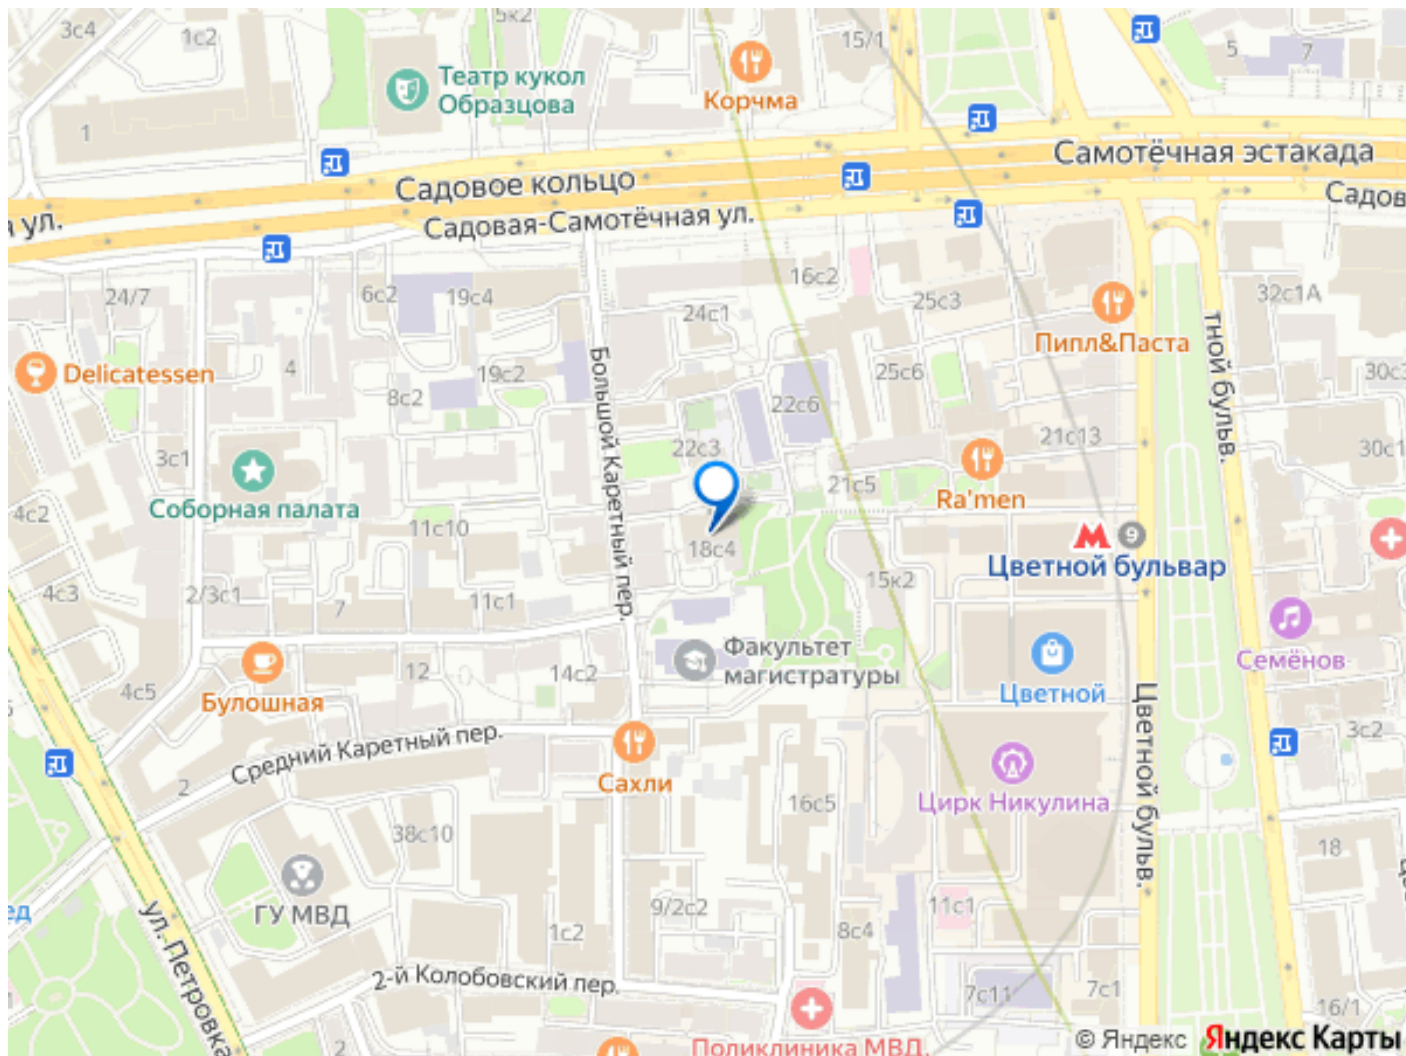 3с4
1с2
5к2
15/1
5
7
Театр кукол
Образцова
Корчма
1
Самотёчная эстакада
Садовое кольцо
Садов
Садовая-Самотёчная ул.
ул.
16с2
24/7
6с2
19с4
25с3
32с1А
24с1
Пипл&Паста
тной бульв.
Delicatessen
4
19с2
25с6
30с3
8с2
22с6
Большой Каретный пер.
21с13
22с3
30с1
3с1
Соборная палата
21с5
Ra'men
4с2
11с10
18с4
9
Цветной бульвар
15к2
4с3
2/3с1
7
11с1
Факультет
магистратуры
Семёнов
12
14с2
4с5
Булошная
Цветной
Цветной бульв.
3с2
Средний Каретный пер.
2
Сахли
16с5
Цирк Никулина
38с10
18
ГУ МВД
9/2с2
11с1
ед
1с2
8с4
ул. Петровка
2-й Колобовский пер.
7с11
7с1
16/1
2
Поликлиника МВД,
© Яндекс Яндекс Карты